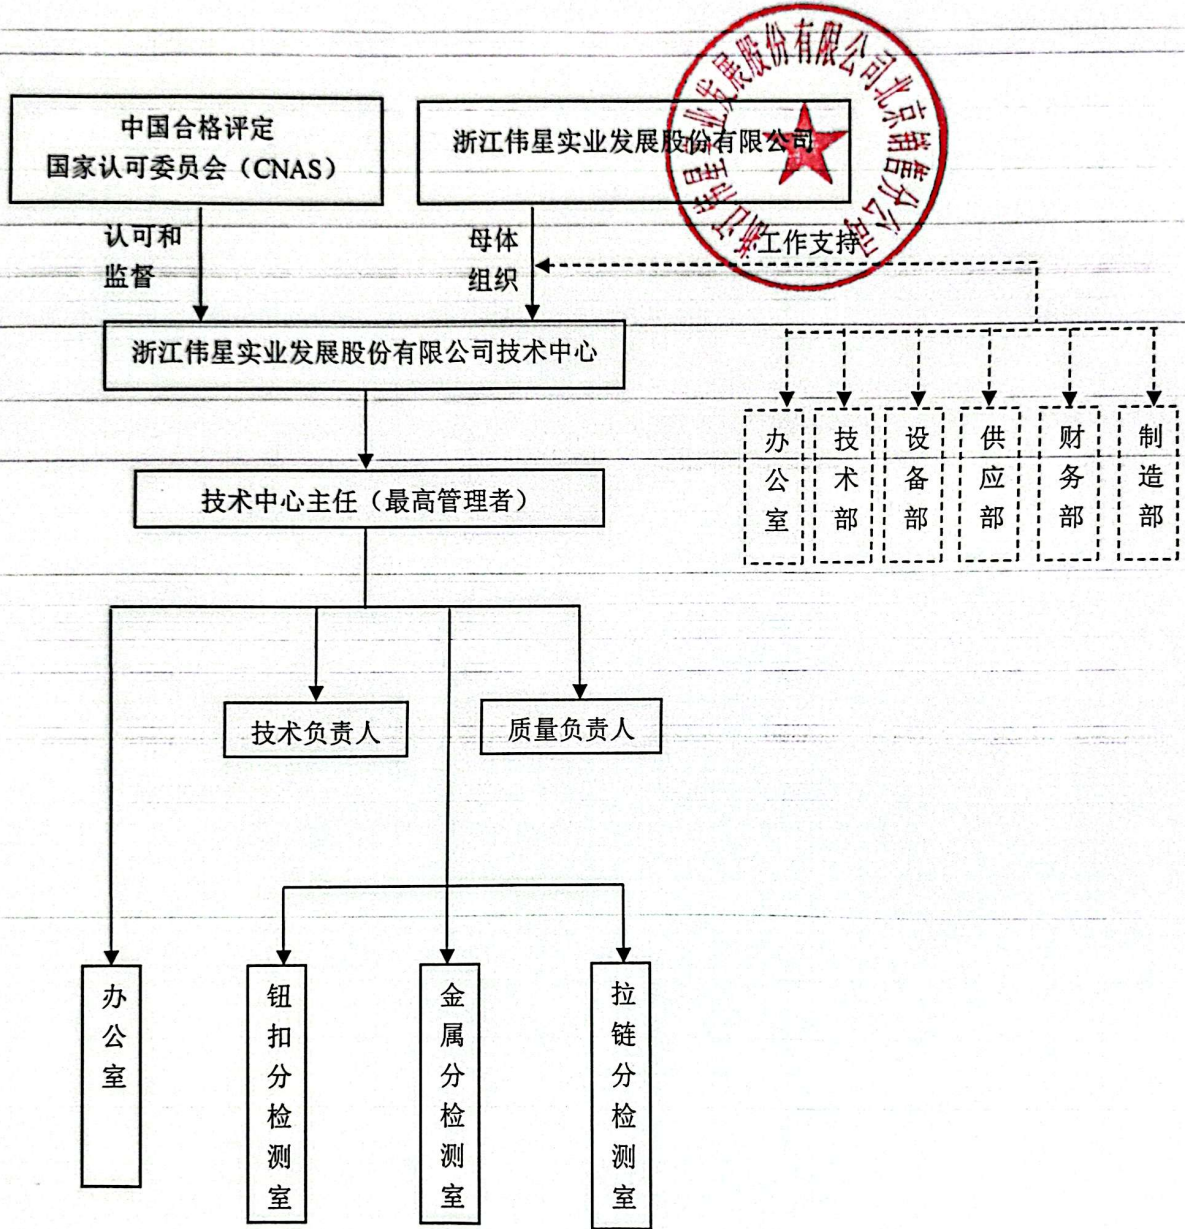 中国合格评定
国家认可委员会（CNAS）
浙江伟星实业发展股份有限公司
浙江伟星实业发展股份有限公司北京销售分公司
认可和
监督
母体
组织
工作支持
浙江伟星实业发展股份有限公司技术中心
办公室
技术部
设备部
供应部
财务部
制造部
技术中心主任（最高管理者）
技术负责人
质量负责人
办公室
钮扣分检测室
金属分检测室
拉链分检测室